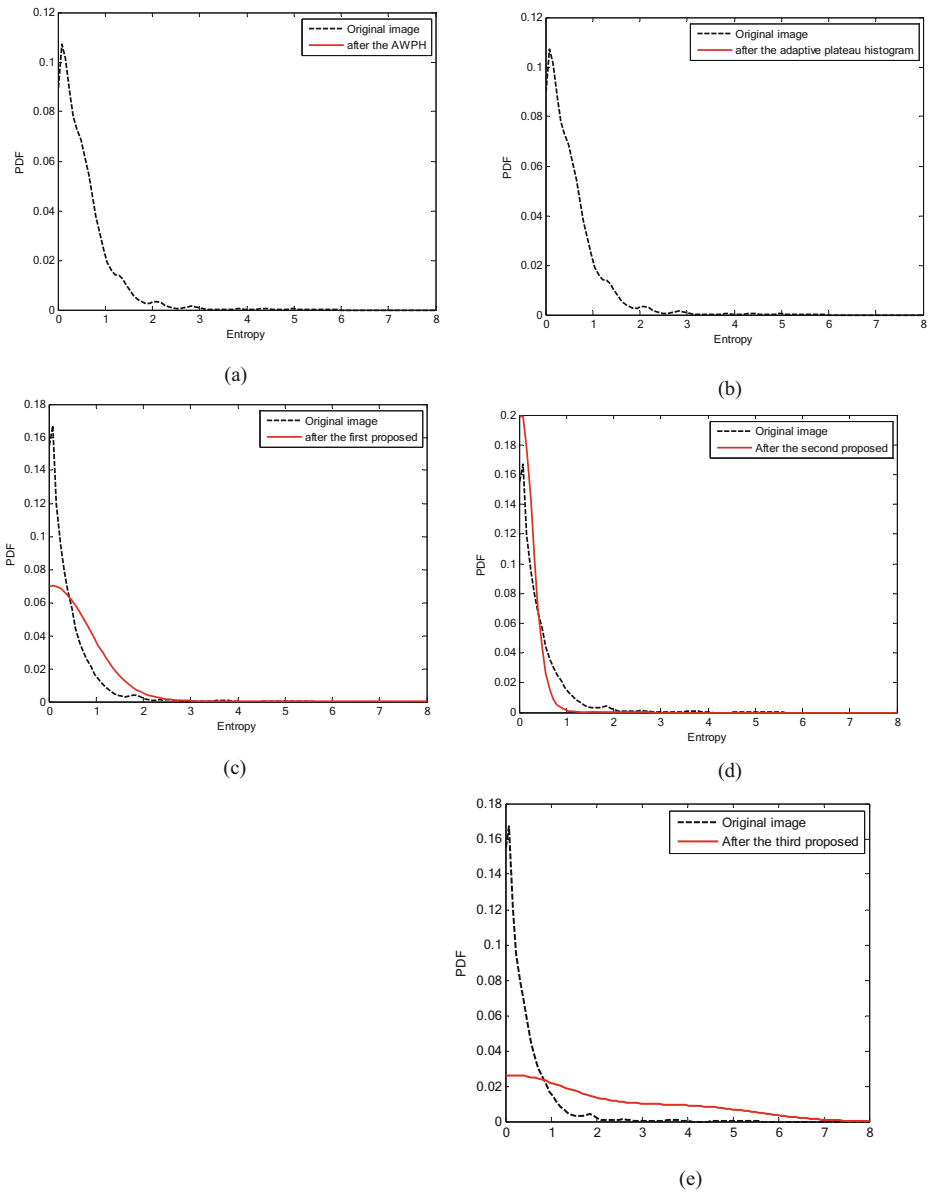 0.12
0.1
0.08
0.06
0.04
0.02
0
PDF
Original image
after the AWPH
0 1 2 3 4 5 6 7 8
Entropy
(a)
0.12
0.1
0.08
0.06
0.04
0.02
0
PDF
Original image
after the adaptive plateau histogram
0 1 2 3 4 5 6 7 8
Entropy
(b)
0.18
0.16
0.14
0.12
0.1
0.08
0.06
0.04
0.02
0
PDF
Original image
after the first proposed
0 1 2 3 4 5 6 7 8
Entropy
(c)
0.2
0.18
0.16
0.14
0.12
0.1
0.08
0.06
0.04
0.02
0
PDF
Original image
After the second proposed
0 1 2 3 4 5 6 7 8
Entropy
(d)
0.18
0.16
0.14
0.12
0.1
0.08
0.06
0.04
0.02
0
PDF
Original image
After the third proposed
0 1 2 3 4 5 6 7 8
(e)